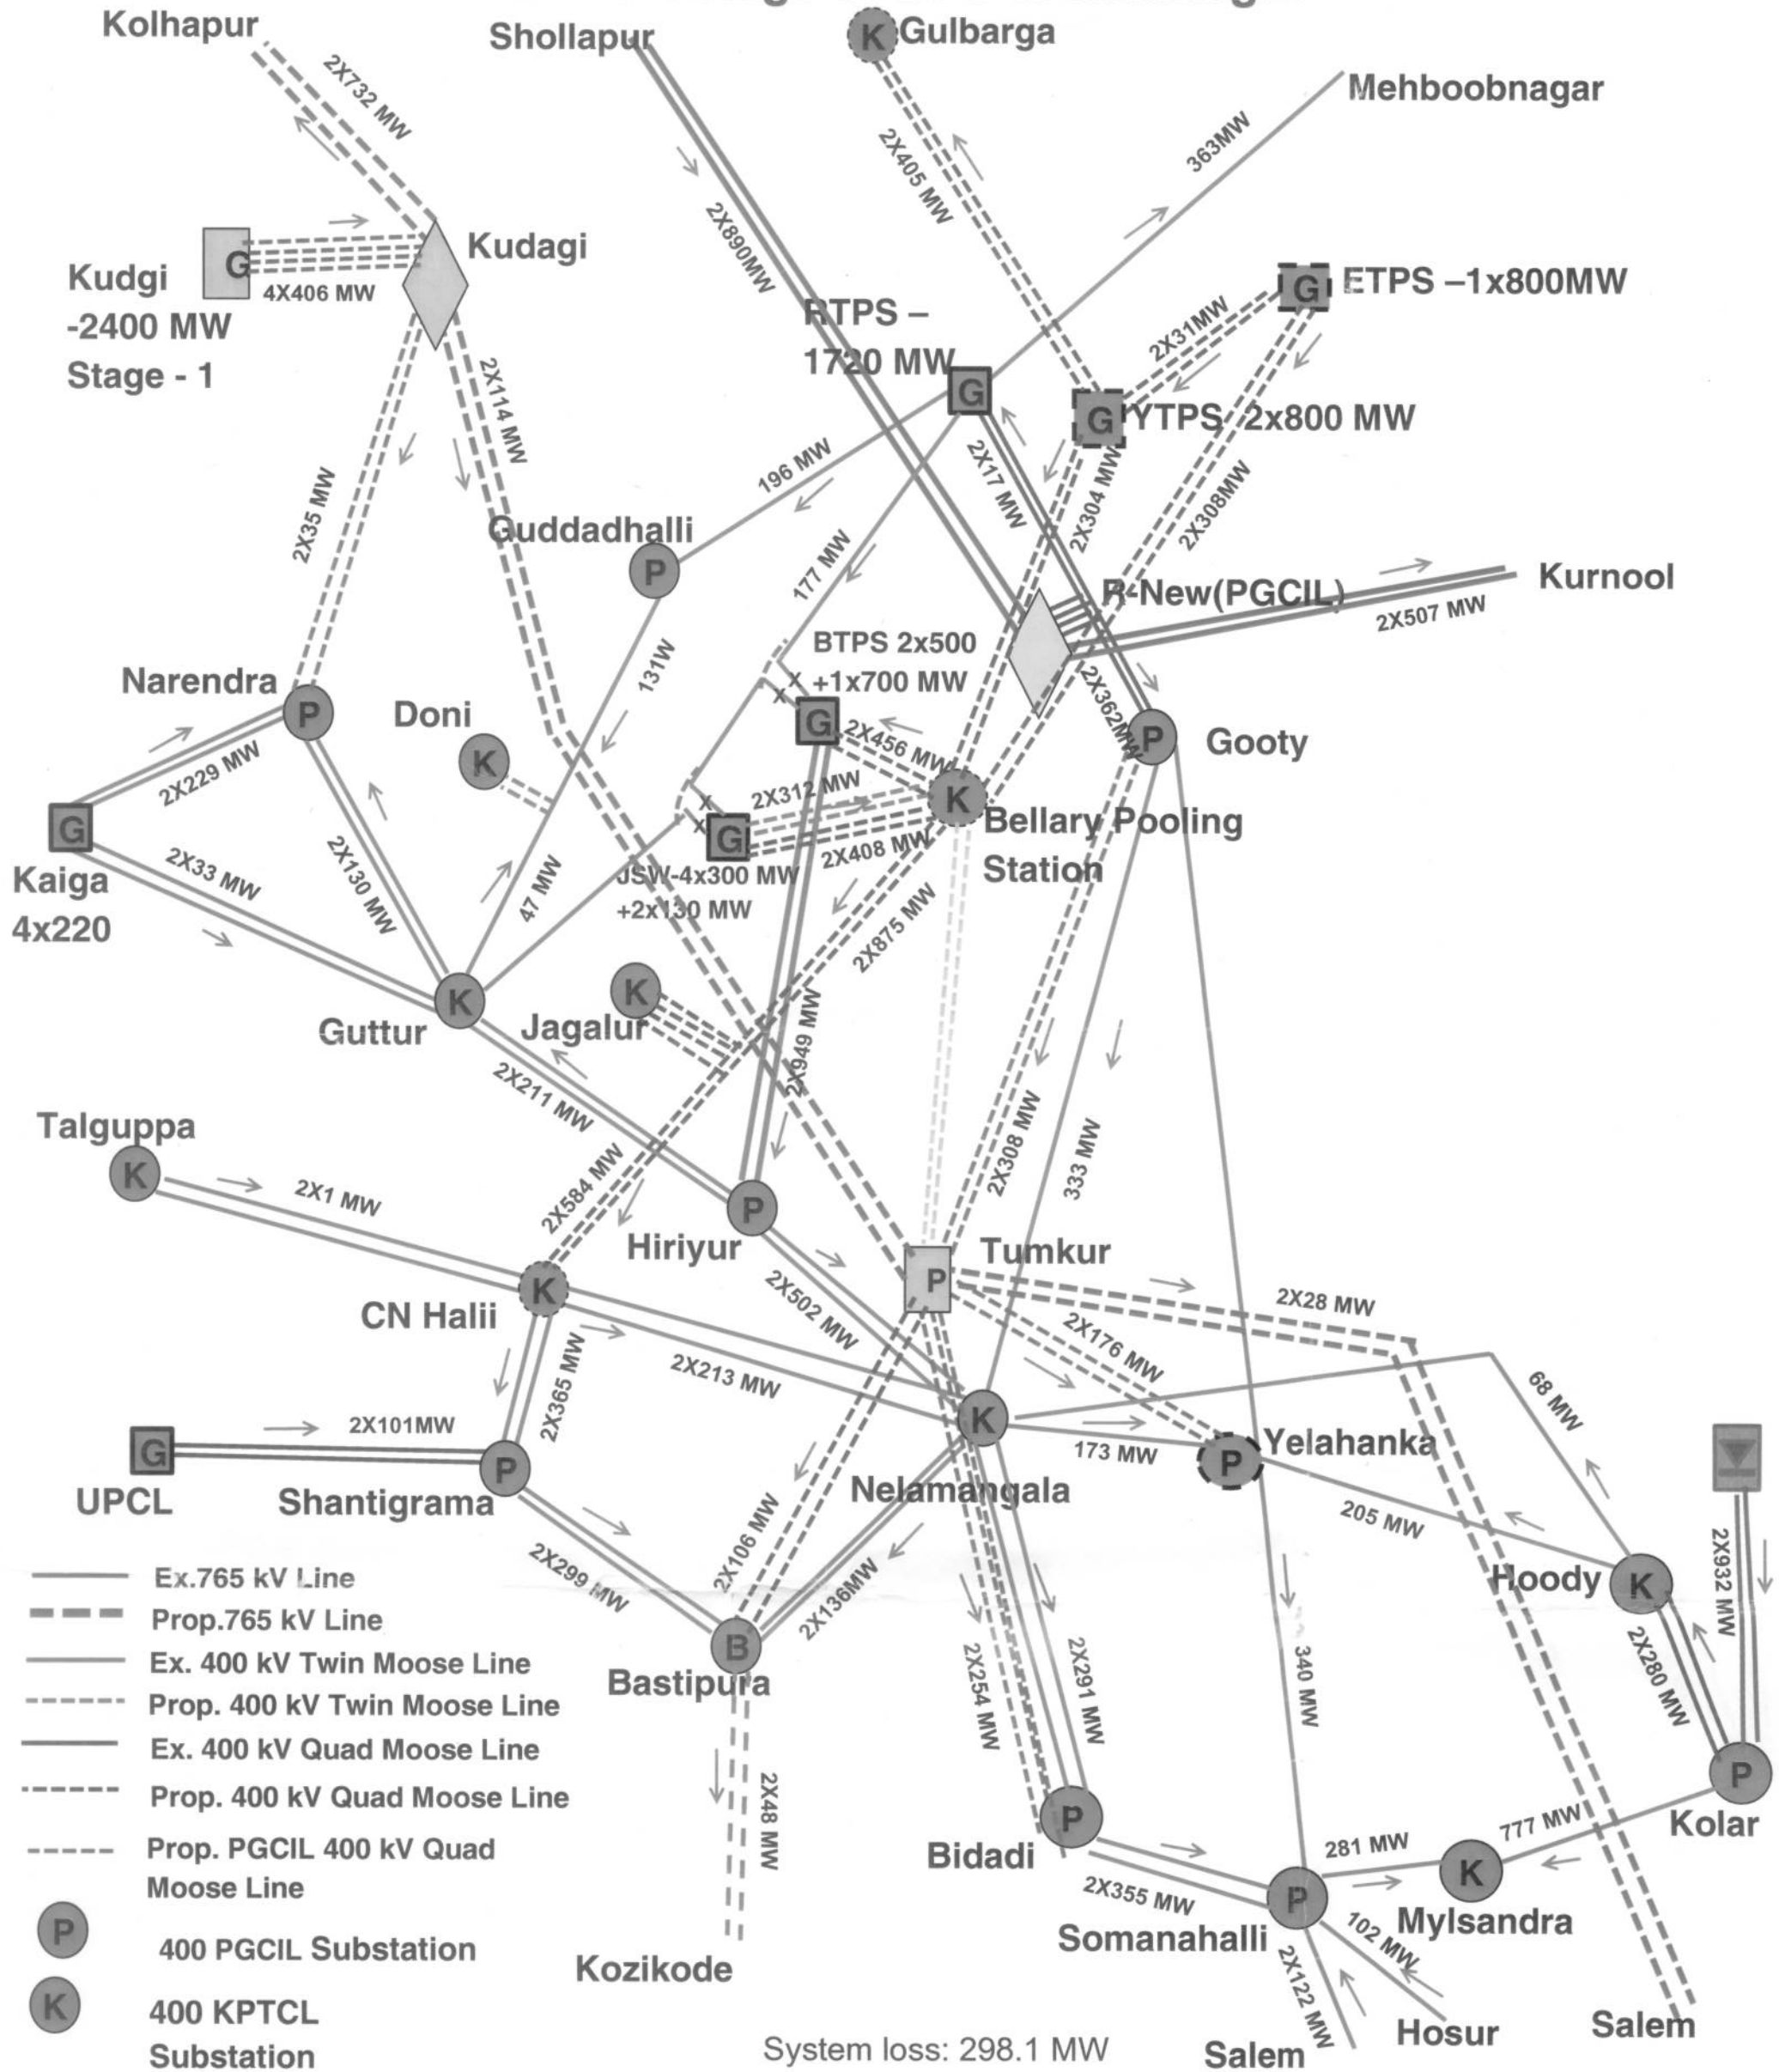 Kolhapur
Shollapur
K
Gulbarga
2X732 MW
Mehboobnagar
2X405 MW
363MW
2X890MW
G
Kudagi
Kudgi
-2400 MW
Stage - 1
4X406 MW
G
ETPS –1x800MW
RTPS –
1720 MW
2X31MW
G
G
YTPS 2x800 MW
2X114 MW
196 MW
2X17 MW
2X304 MW
2X308MW
2X35 MW
Guddadhalli
P
177 MW
R-New(PGCIL)
Kurnool
2X507 MW
131W
BTPS 2x500
+1x700 MW
X
X
Narendra
P
Doni
K
G
2X456 MW
2X362MW
P
Gooty
2X229 MW
X
X
2X312 MW
K
G
G
Bellary Pooling
Station
2X408 MW
Kaiga
4x220
2X33 MW
2X130 MW
47 MW
JSW-4x300 MW
+2x130 MW
2X875 MW
K
Guttur
K
Jagalur
2X949 MW
2X211 MW
Talguppa
K
2X1 MW
2X584 MW
2X308 MW
333 MW
P
Hiriyur
Tumkur
P
K
CN Halii
2X502 MW
2X28 MW
2X176 MW
2X365 MW
2X213 MW
68 MW
K
Nelamangala
173 MW
Yelahanka
P
G
UPCL
2X101MW
P
Shantigrama
205 MW
2X932 MW
2X106 MW
2X299 MW
2X136MW
Hoody
K
B
Bastipura
2X254 MW
2X291 MW
340 MW
2X280 MW
2X48 MW
P
Bidadi
P
Kolar
777 MW
281 MW
K
Mylsandra
2X355 MW
P
Somanahalli
102 MW
2X122 MW
Kozikode
Salem
Hosur
Salem
Ex.765 kV Line
Prop.765 kV Line
Ex. 400 kV Twin Moose Line
Prop. 400 kV Twin Moose Line
Ex. 400 kV Quad Moose Line
Prop. 400 kV Quad Moose Line
Prop. PGCIL 400 kV Quad
Moose Line
P
400 PGCIL Substation
K
400 KPTCL
Substation
System loss: 298.1 MW